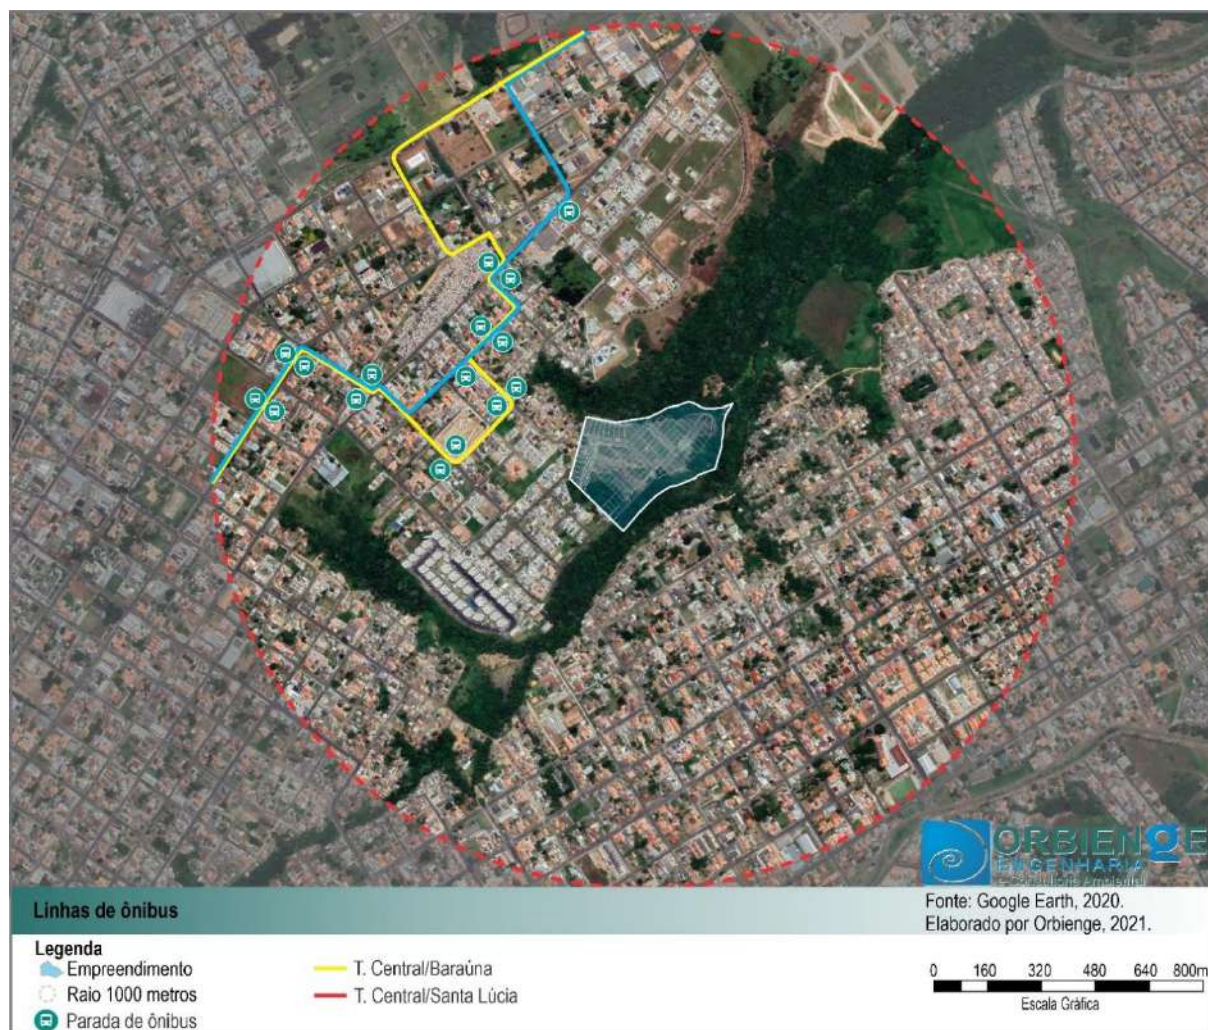 ORBIENGE
ENGENHARIA
Linhas de ônibus
Fonte: Google Earth, 2020.
Elaborado por Orbienge, 2021.
Legenda
Empreendimento
Raio 1000 metros
Parada de ônibus
T. Central/Baraúna
T. Central/Santa Lúcia
0 160 320 480 640 800m
Escala Gráfica